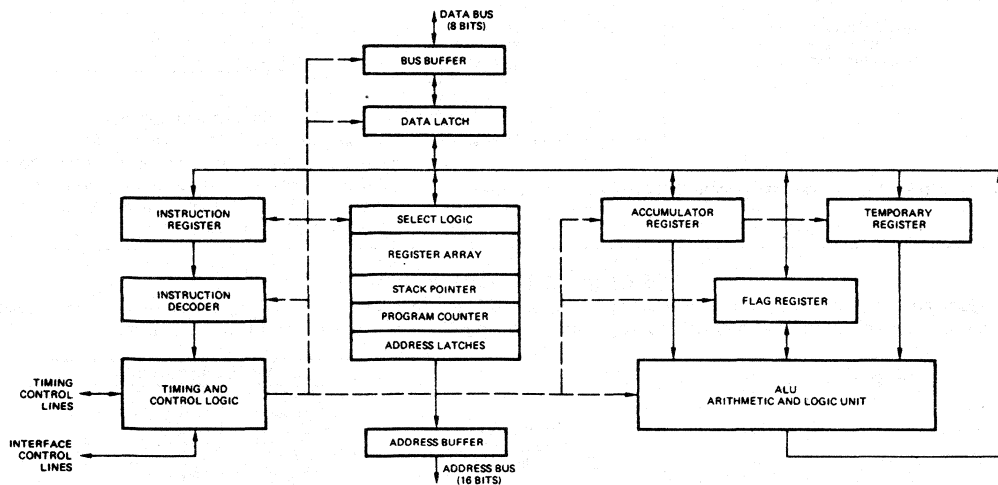 DATA BUS
(8 BITS)
BUS BUFFER
DATA LATCH
INSTRUCTION
REGISTER
SELECT LOGIC
REGISTER ARRAY
STACK POINTER
PROGRAM COUNTER
ADDRESS LATCHES
ACCUMULATOR
REGISTER
TEMPORARY
REGISTER
INSTRUCTION
DECODER
FLAG REGISTER
TIMING
CONTROL
LINES
TIMING AND
CONTROL LOGIC
ALU
ARITHMETIC AND LOGIC UNIT
INTERFACE
CONTROL
LINES
ADDRESS BUFFER
ADDRESS BUS
(16 BITS)